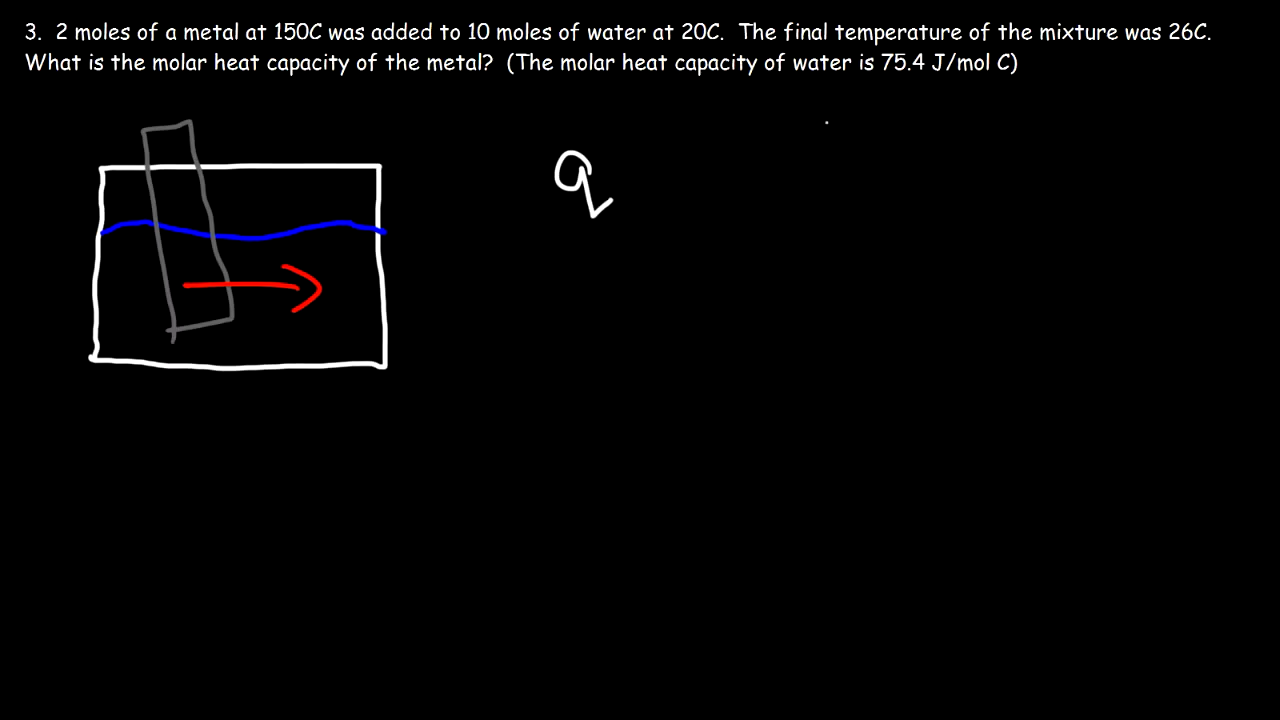 3. 2 moles of a metal at 150C was added to 10 moles of water at 20C. The final temperature of the mixture was 26C.
What is the molar heat capacity of the metal? (The molar heat capacity of water is 75.4 J/mol C)
q